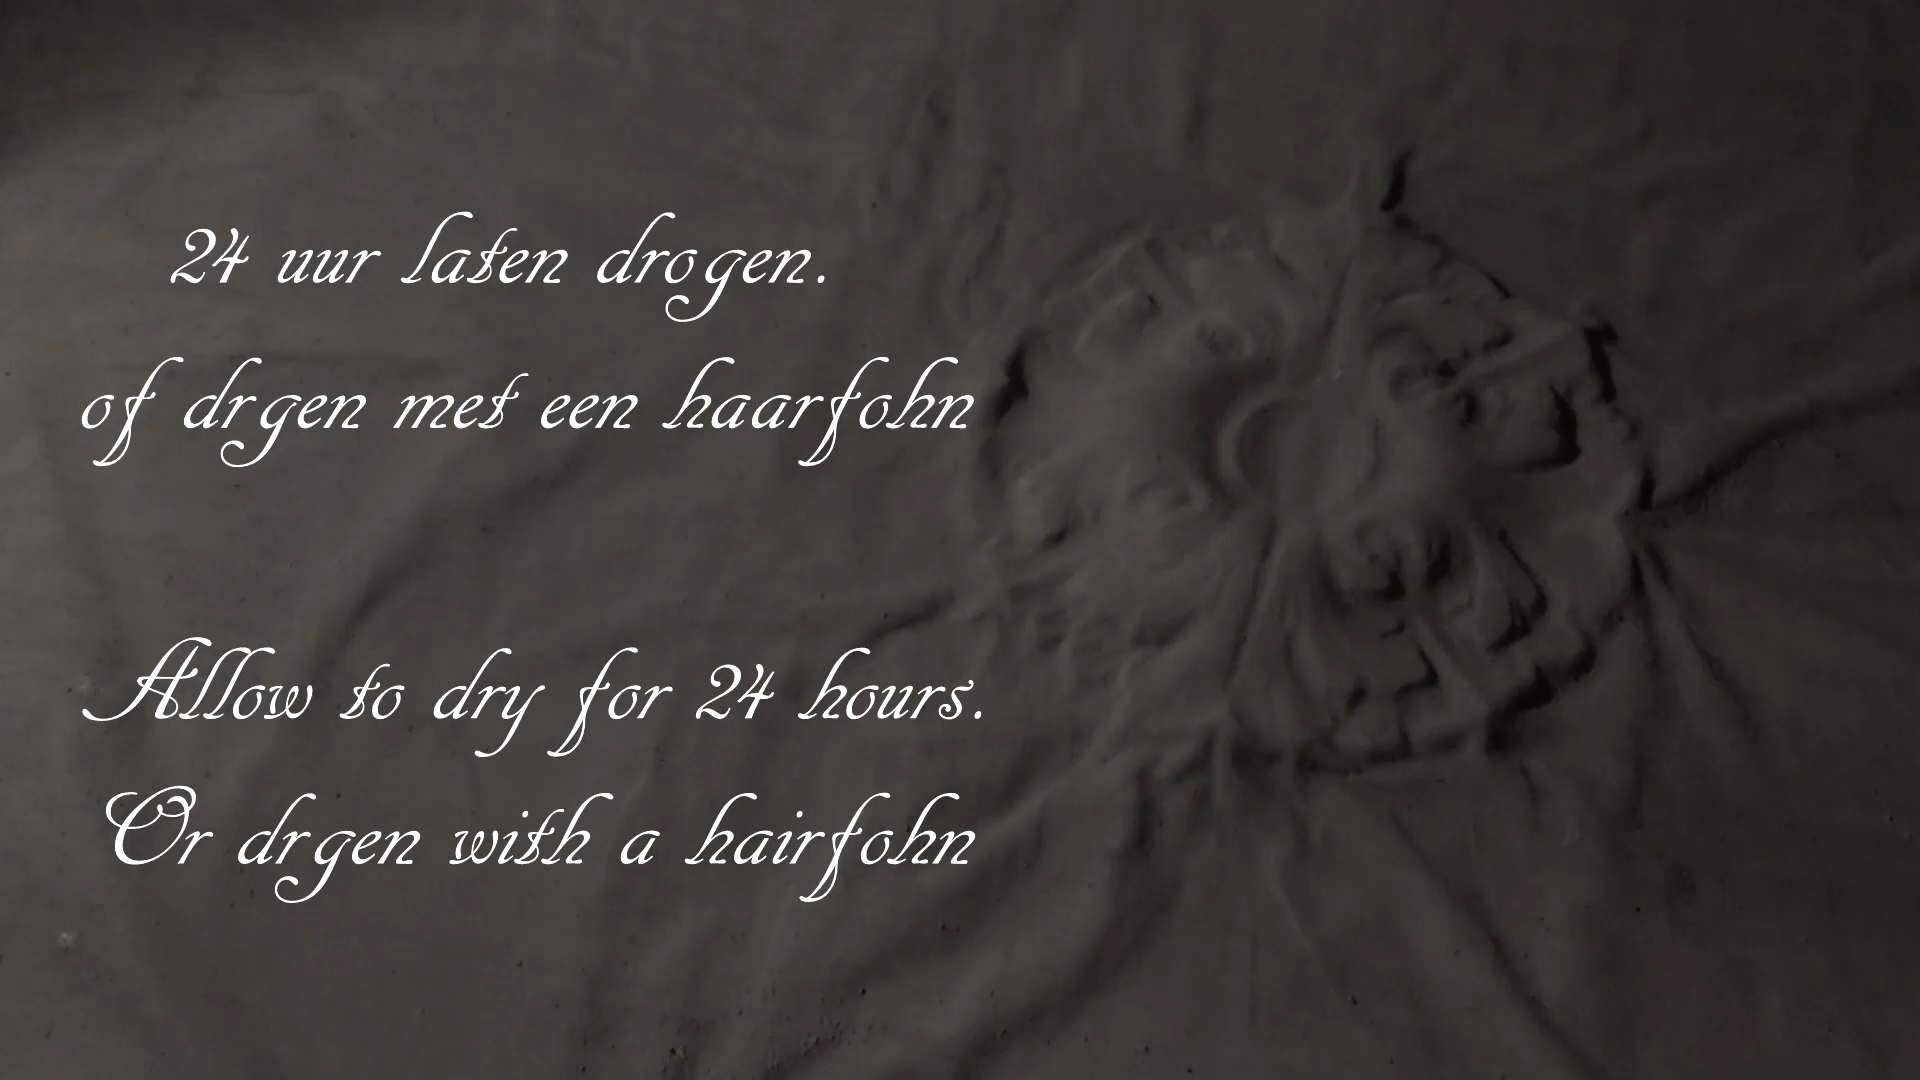 24 uur laten drogen.
of drgen met een haarfohn
Allow to dry for 24 hours.
Or drgen with a hairfohn